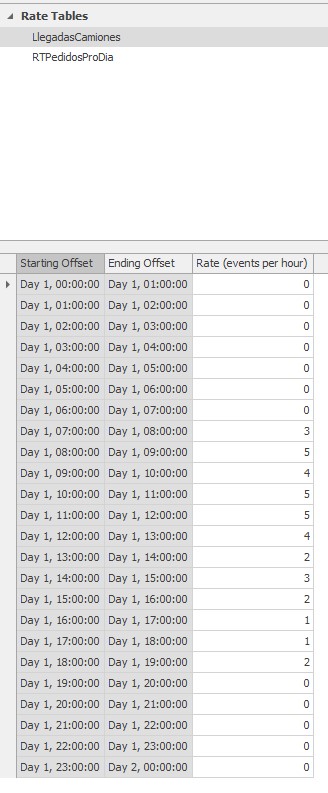 Rate Tables
LlegadasCamiones
RTPedidosProDia
Starting Offset Ending Offset Rate (events per hour)
Day 1, 00:00:00 Day 1, 01:00:00 0
Day 1, 01:00:00 Day 1, 02:00:00 0
Day 1, 02:00:00 Day 1, 03:00:00 0
Day 1, 03:00:00 Day 1, 04:00:00 0
Day 1, 04:00:00 Day 1, 05:00:00 0
Day 1, 05:00:00 Day 1, 06:00:00 0
Day 1, 06:00:00 Day 1, 07:00:00 0
Day 1, 07:00:00 Day 1, 08:00:00 3
Day 1, 08:00:00 Day 1, 09:00:00 5
Day 1, 09:00:00 Day 1, 10:00:00 4
Day 1, 10:00:00 Day 1, 11:00:00 5
Day 1, 11:00:00 Day 1, 12:00:00 5
Day 1, 12:00:00 Day 1, 13:00:00 4
Day 1, 13:00:00 Day 1, 14:00:00 2
Day 1, 14:00:00 Day 1, 15:00:00 3
Day 1, 15:00:00 Day 1, 16:00:00 2
Day 1, 16:00:00 Day 1, 17:00:00 1
Day 1, 17:00:00 Day 1, 18:00:00 1
Day 1, 18:00:00 Day 1, 19:00:00 2
Day 1, 19:00:00 Day 1, 20:00:00 0
Day 1, 20:00:00 Day 1, 21:00:00 0
Day 1, 21:00:00 Day 1, 22:00:00 0
Day 1, 22:00:00 Day 1, 23:00:00 0
Day 1, 23:00:00 Day 2, 00:00:00 0